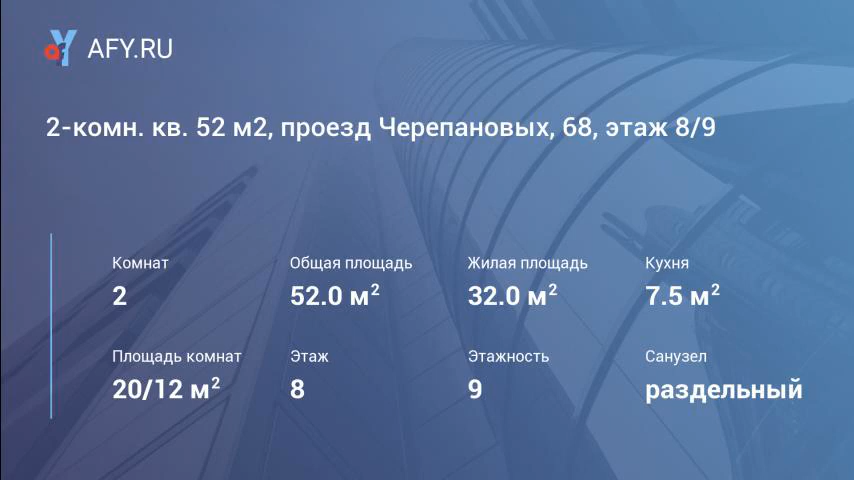 AFY.RU
2-комн. кв. 52 м2, проезд Черепановых, 68, этаж 8/9
Комнат
Общая площадь
Жилая площадь
Кухня
2
52.0 м²
32.0 м²
7.5 м²
Площадь комнат
Этаж
Этажность
Санузел
20/12 м²
8
9
раздельный